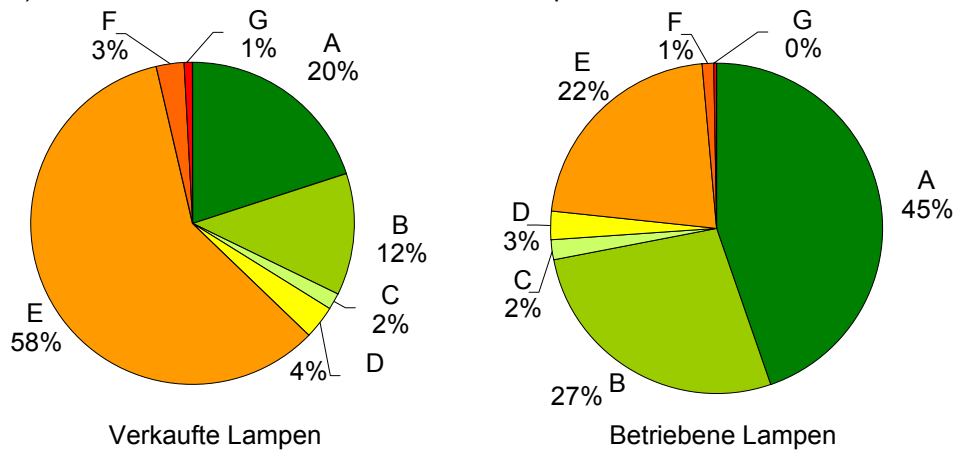 F
3%
G
1%
A
20%
B
12%
C
2%
D
4%
E
58%
Verkaufte Lampen
F
1%
G
0%
E
22%
A
45%
D
3%
C
2%
B
27%
Betriebene Lampen